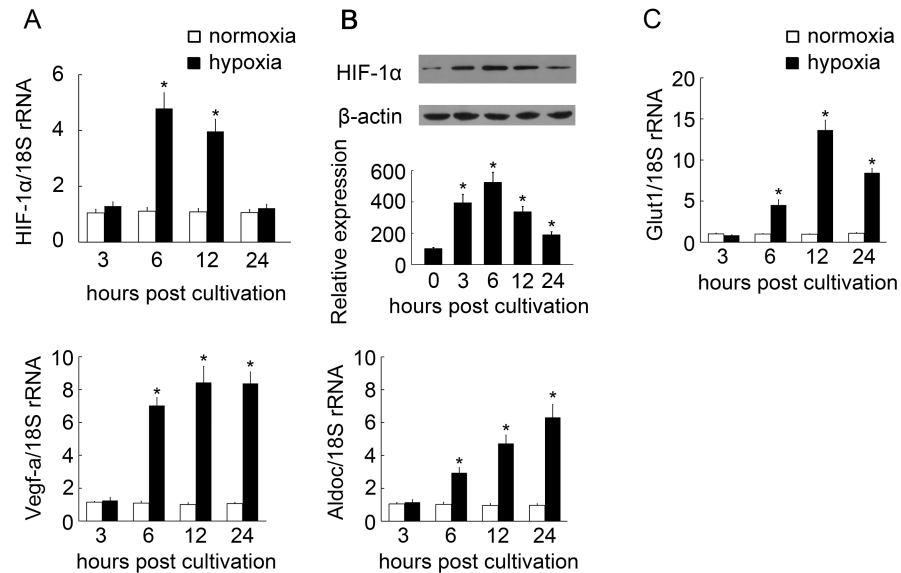 A
normoxia
hypoxia
HIF-1α/18S rRNA
6
4
2
0
*
*
3 6 12 24
hours post cultivation
B
HIF-1α
β-actin
Relative expression
600
400
200
0
*
*
*
*
0 3 6 12 24
hours post cultivation
C
normoxia
hypoxia
Glut1/18S rRNA
20
15
10
5
0
*
*
*
3 6 12 24
hours post cultivation
Vegf-a/18S rRNA
10
8
6
4
2
0
*
*
*
3 6 12 24
hours post cultivation
Aldoc/18S rRNA
10
8
6
4
2
0
*
*
*
3 6 12 24
hours post cultivation